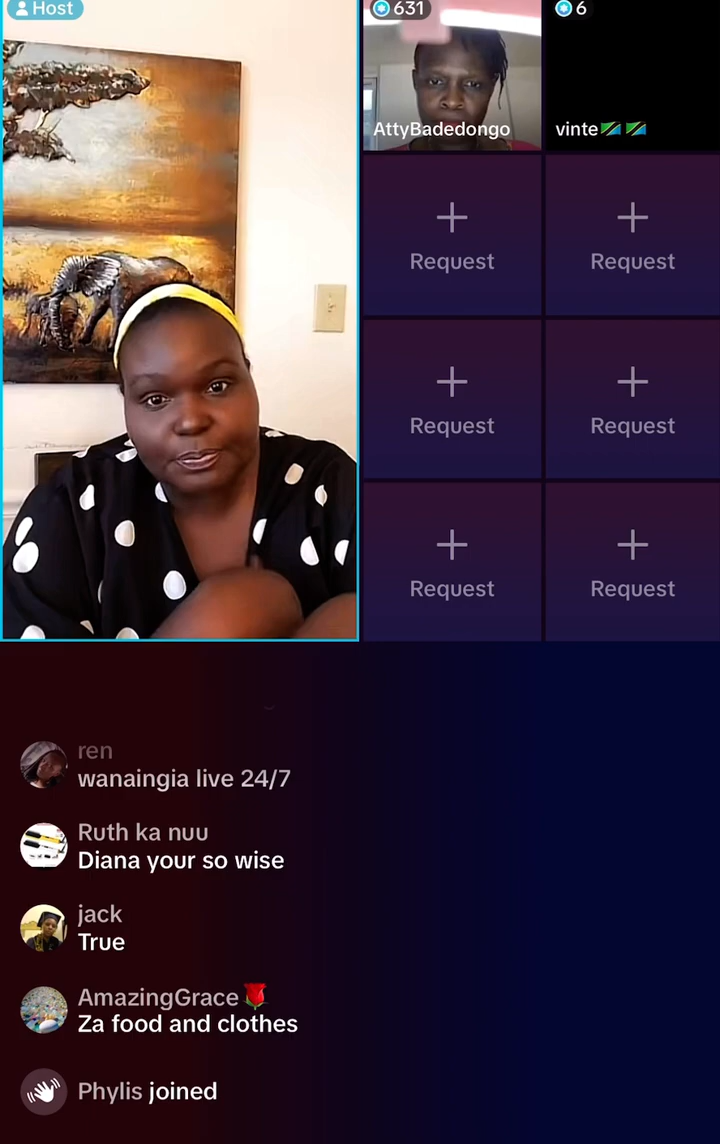 Host
631
6
AttyBadedongo
vinte🇹🇿 🇹🇿
Request
Request
Request
Request
Request
Request
ren
wanaingia live 24/7
Ruth ka nuu
Diana your so wise
jack
True
AmazingGrace🌹
Za food and clothes
Phylis joined